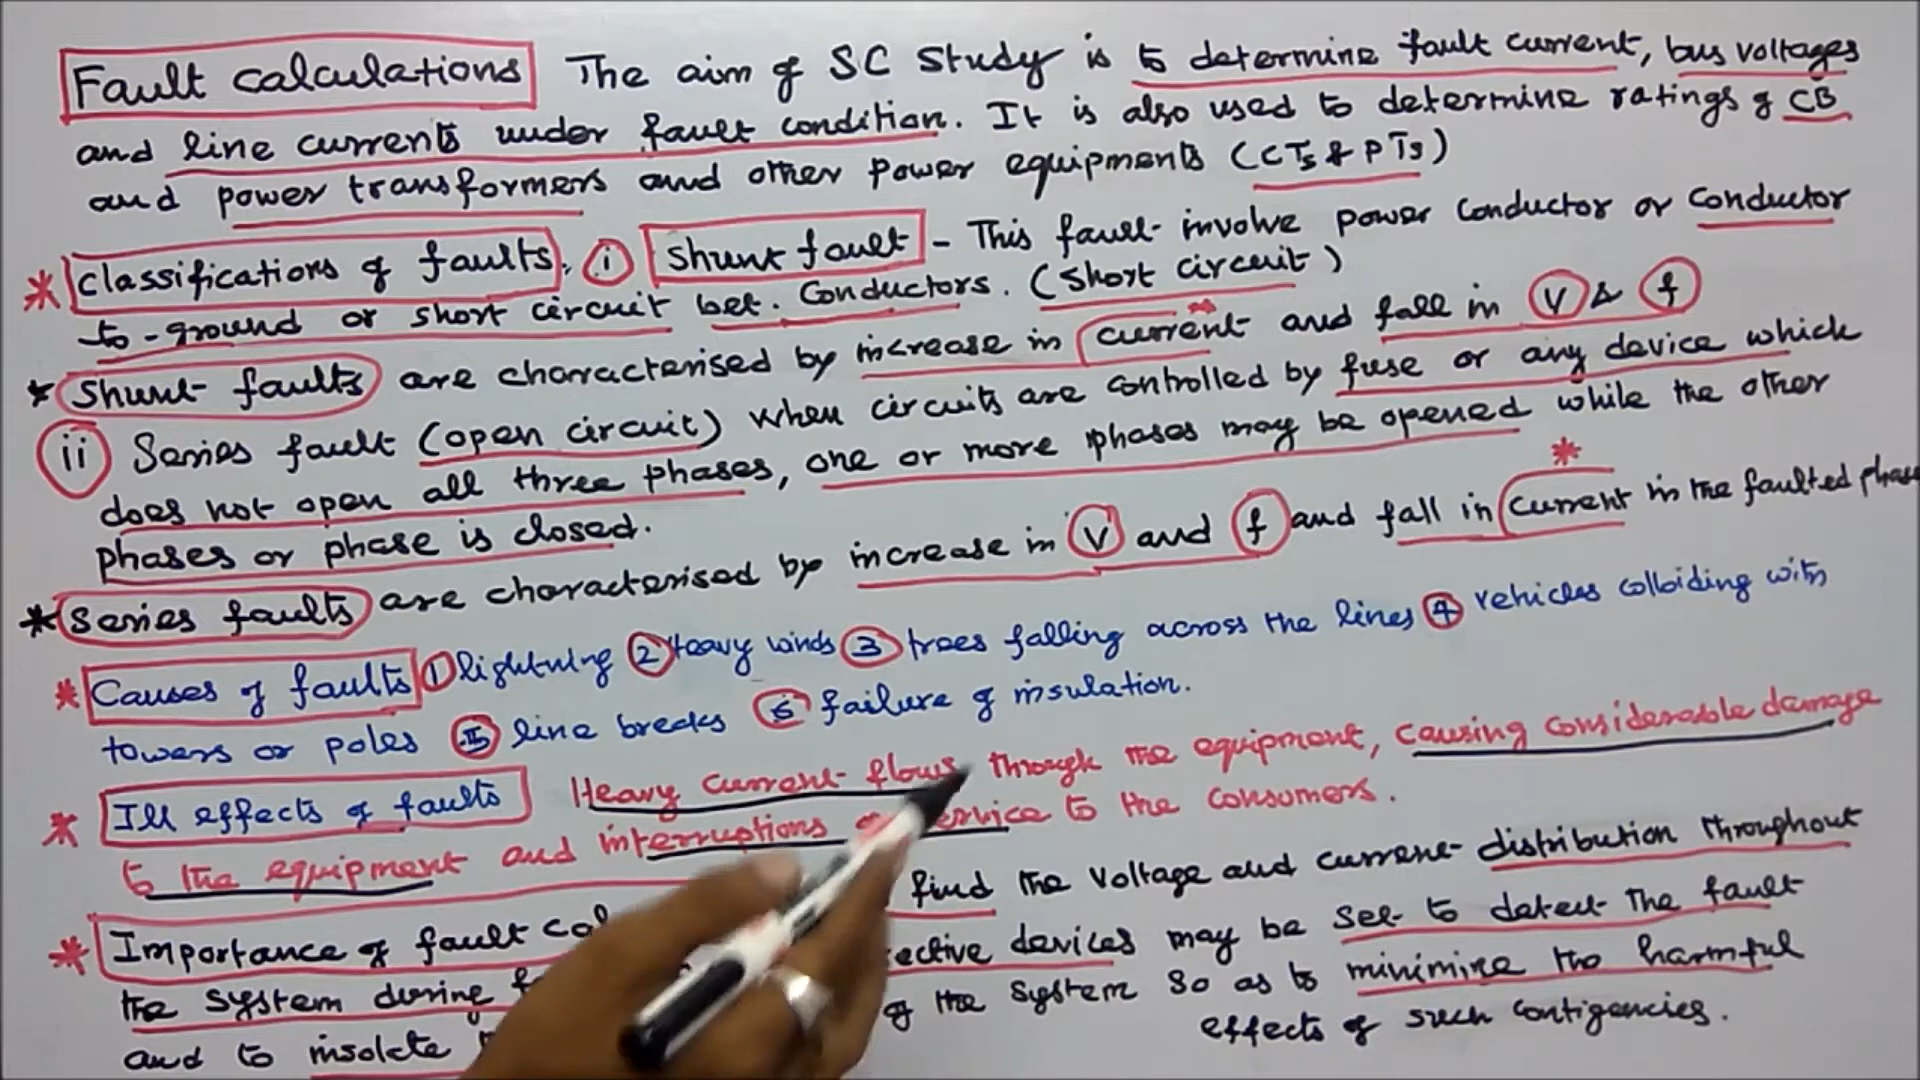 Fault calculations The aim of SC Study is to determine fault current, bus voltages
and line currents under fault condition. It is also used to determine ratings of CB
and power transformers and other power equipments (CTs & PTs)
* Classifications of faults. i Shunt fault - This fault involve power conductor or conductor
to-ground or short circuit bet. Conductors. (Short circuit)
* Shunt faults are characterised by increase in current and fall in V & f
ii Series fault (open circuit) When circuits are controlled by fuse or any device which
does not open all three phases, one or more phases may be opened while the other
phases or phase is closed.
* Series faults are characterised by increase in V and f and fall in current in the faulted phase
* Causes of faults 1 lightning 2 Heavy winds 3 trees falling across the lines 4 vehicles colloiding with
towers or poles 5 line breaks 6 failure of insulation.
* Ill effects of faults Heavy current flows through the equipment, causing considerable damage
to the equipment and interruptions service to the consumers.
* Importance of fault cal find the voltage and current distribution throughout
the system during f ective devices may be set to detect the fault
and to insolate of the system so as to minimize the harmful
effects of such contigencies.